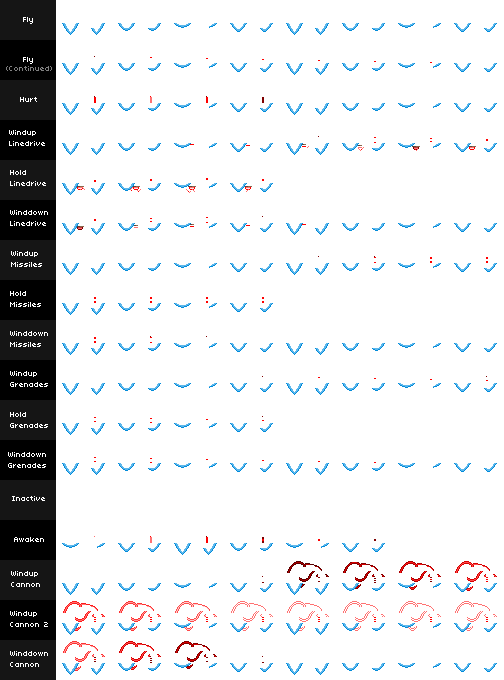 Fly
Fly
(Continued)
Hurt
Windup
Linedrive
Hold
Linedrive
Winddown
Linedrive
Windup
Missiles
Hold
Missiles
Winddown
Missiles
Windup
Grenades
Hold
Grenades
Winddown
Grenades
Inactive
Awaken
Windup
Cannon
Windup
Cannon 2
Winddown
Cannon